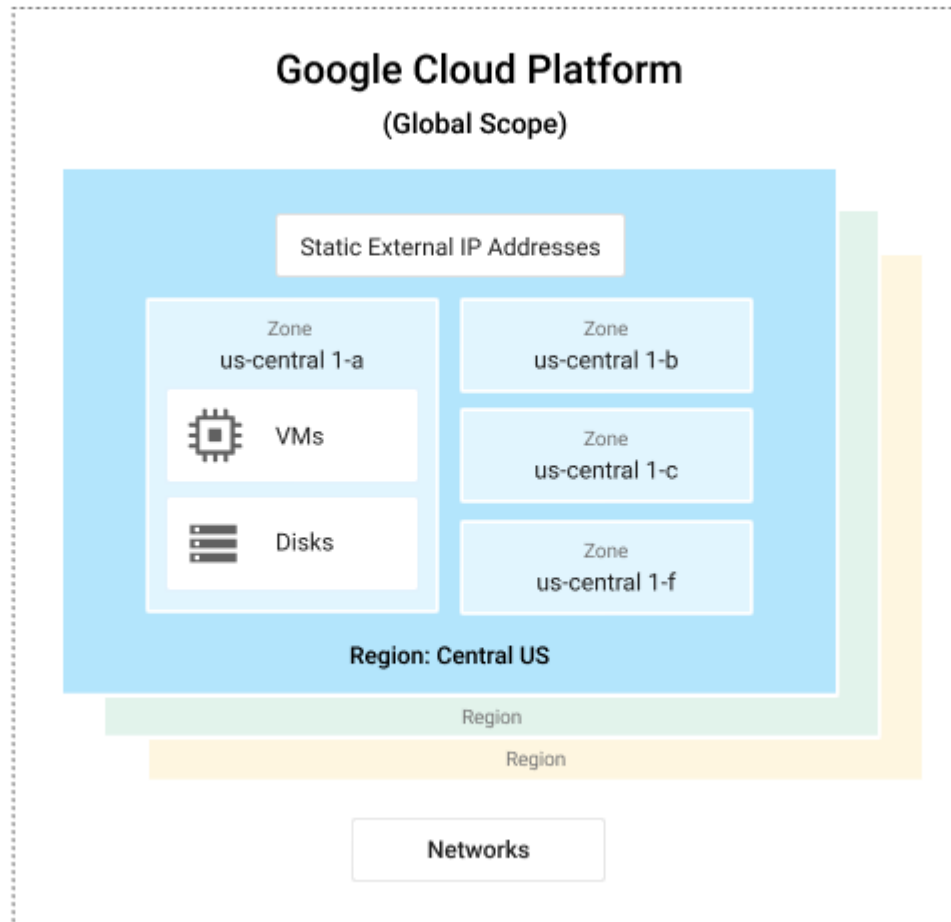 Google Cloud Platform
(Global Scope)
Static External IP Addresses
Zone
us-central 1-a
VMs
Disks
Zone
us-central 1-b
Zone
us-central 1-c
Zone
us-central 1-f
Region: Central US
Region
Region
Networks